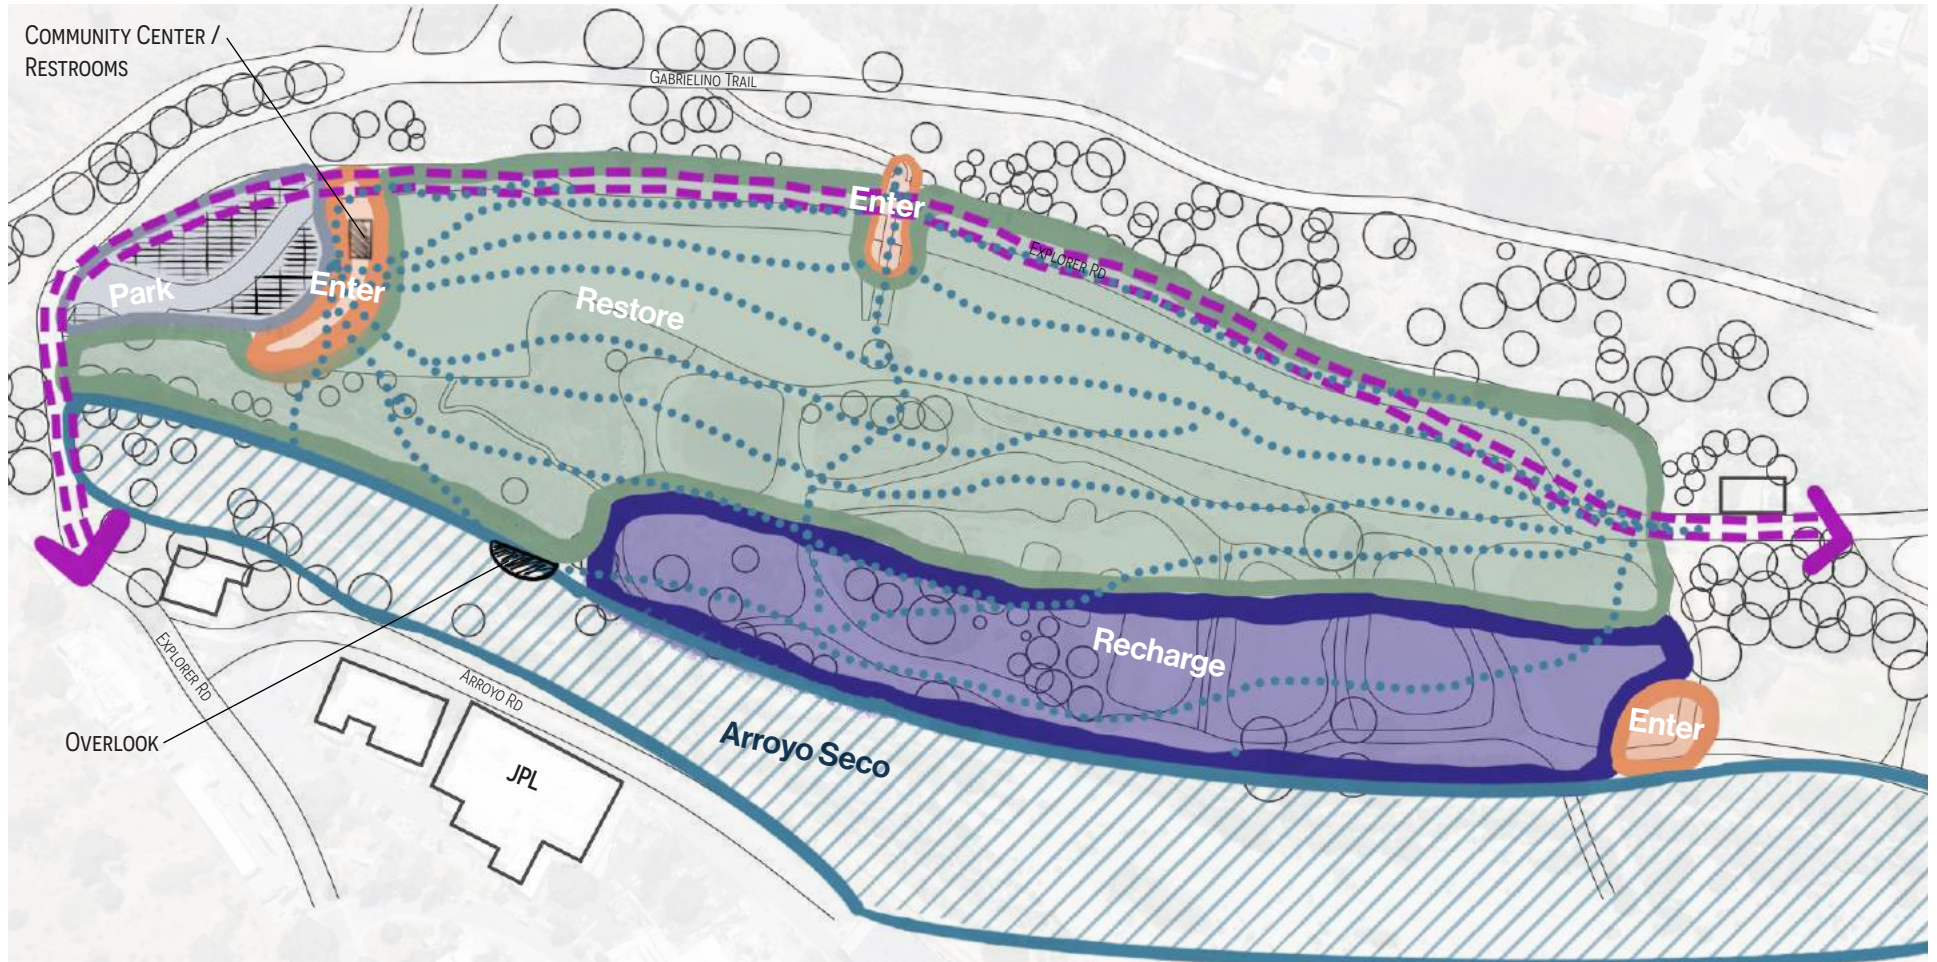 COMMUNITY CENTER /
RESTROOMS
GABRIELINO TRAIL
Enter
EXPLORER RD
Park
Enter
Restore
Recharge
Enter
EXPLORER RD
ARROYO RD
OVERLOOK
Arroyo Seco
JPL